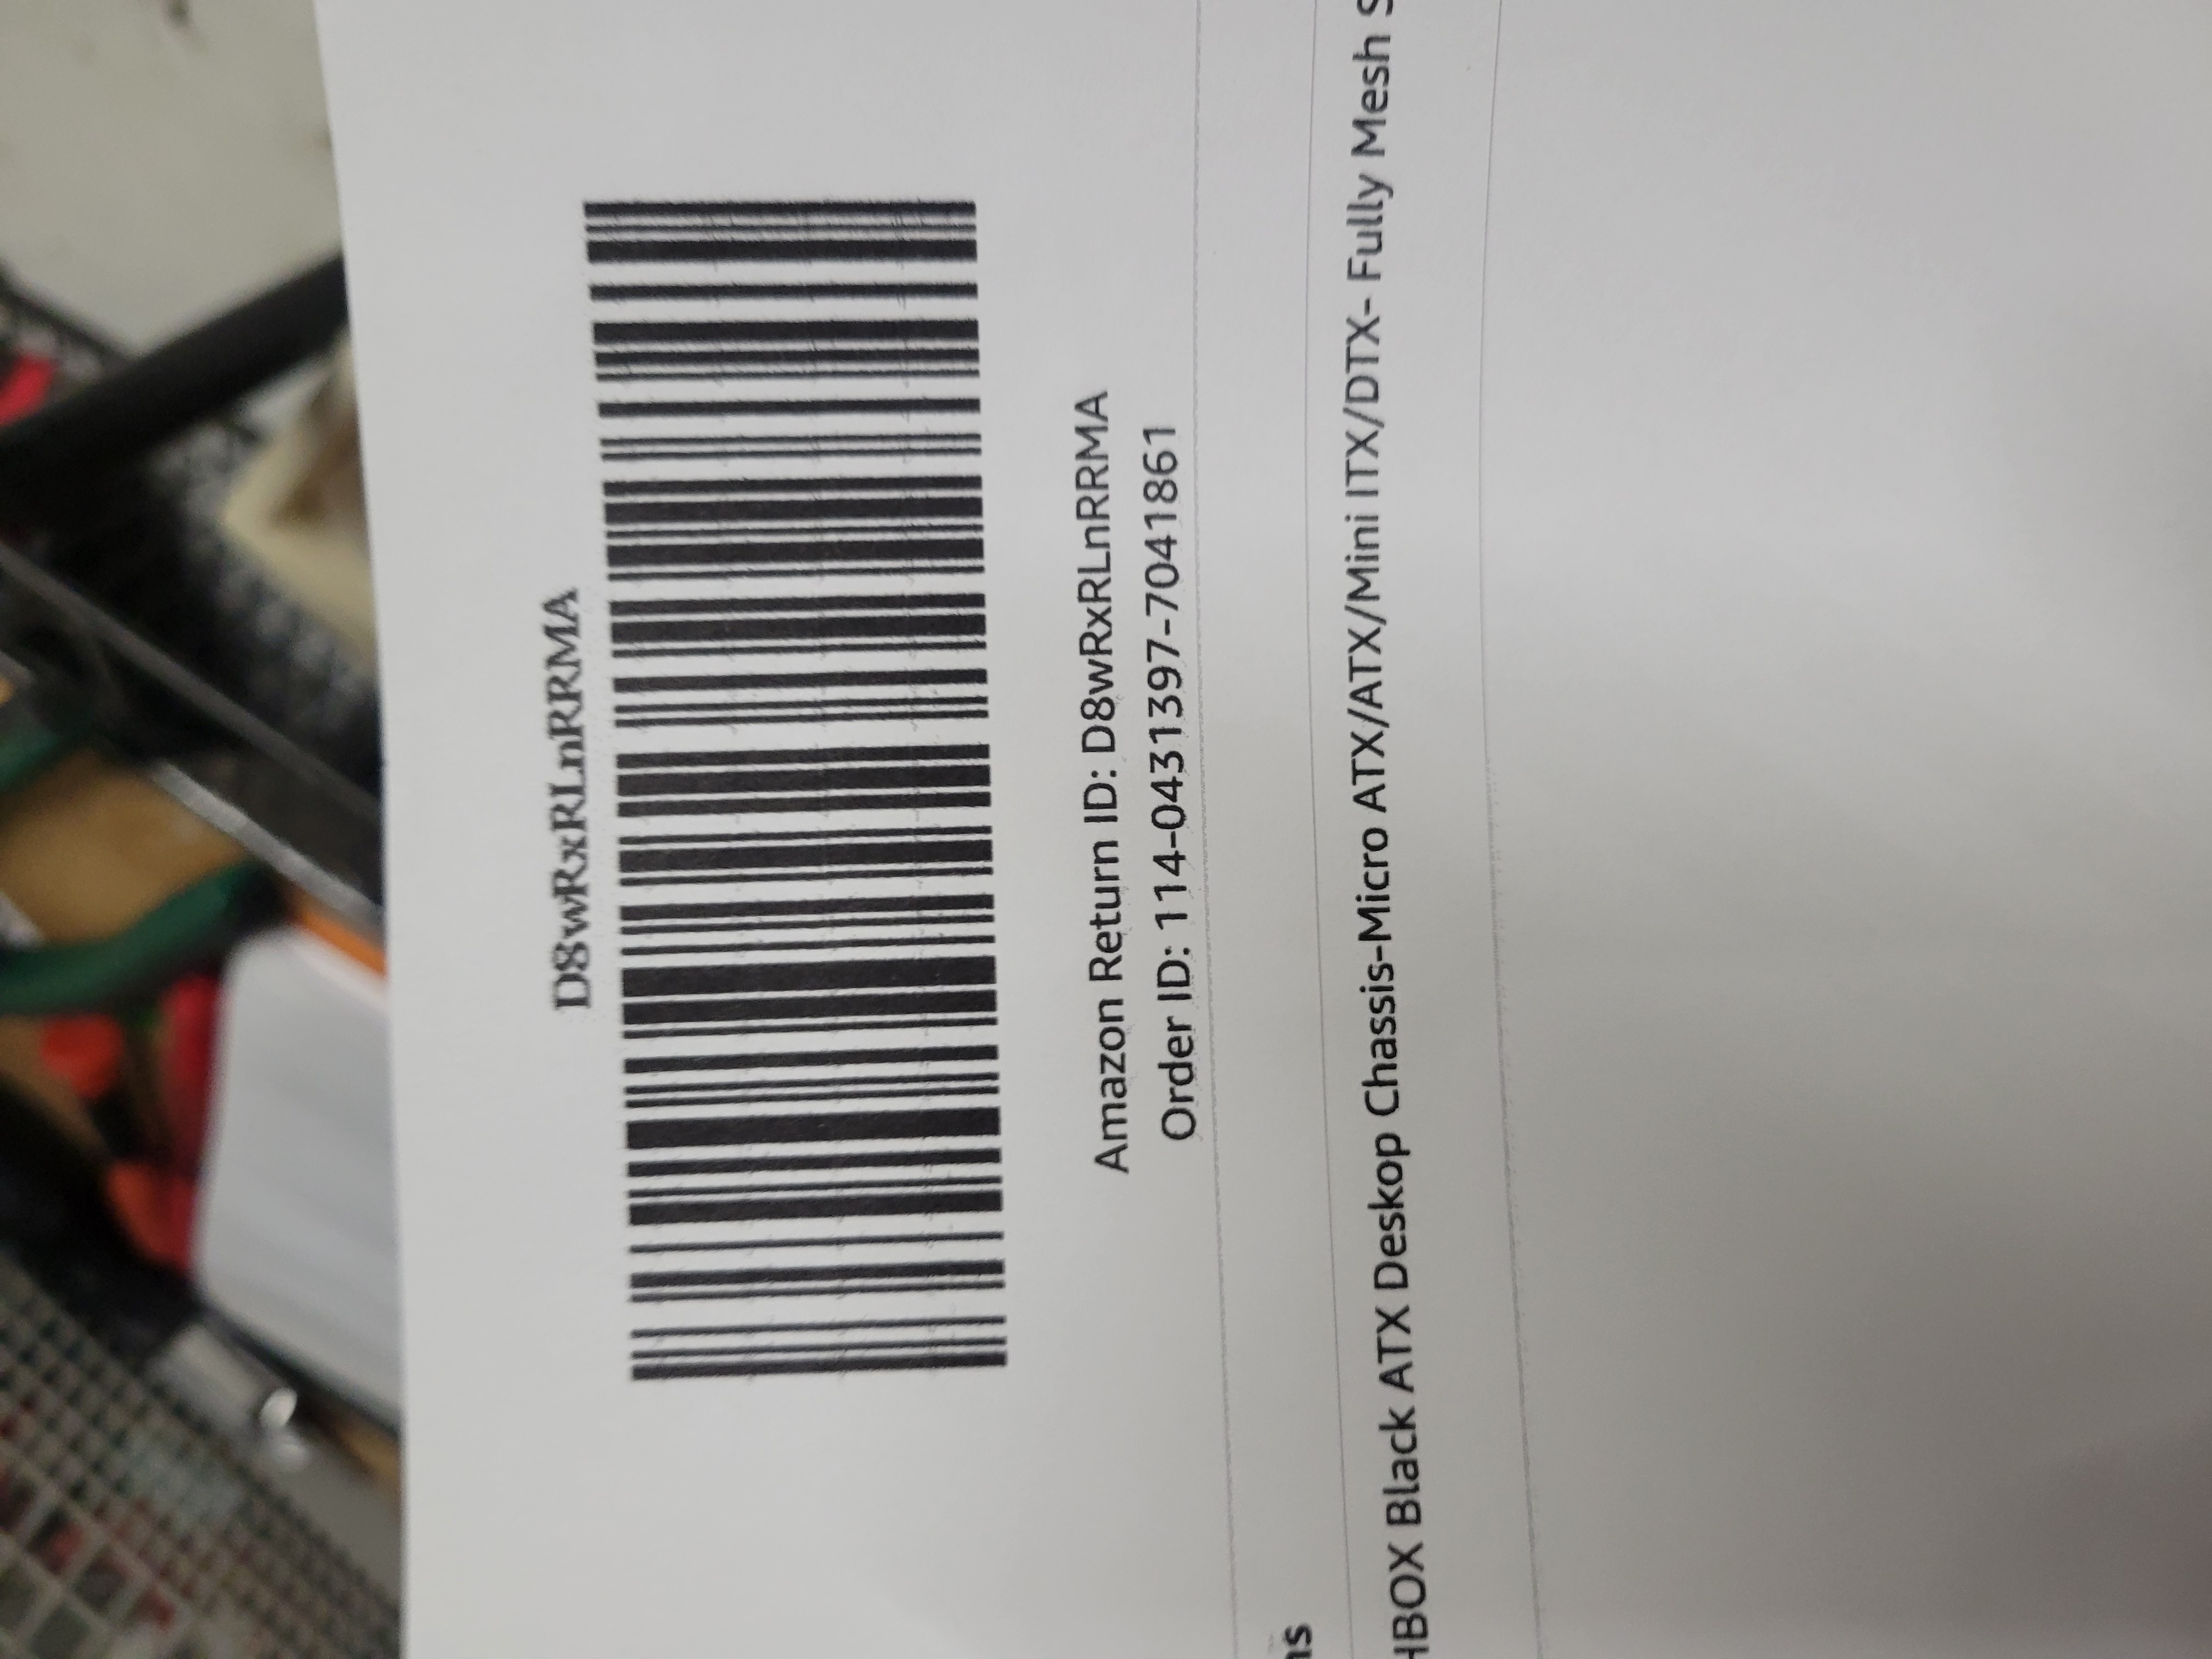 D8wRxRLnRRMA
Amazon Return ID: D8wRxRLnRRMA
Order ID: 114-0431397-7041861
HBOX Black ATX Deskop Chassis-Micro ATX/ATX/Mini ITX/DTX- Fully Mesh